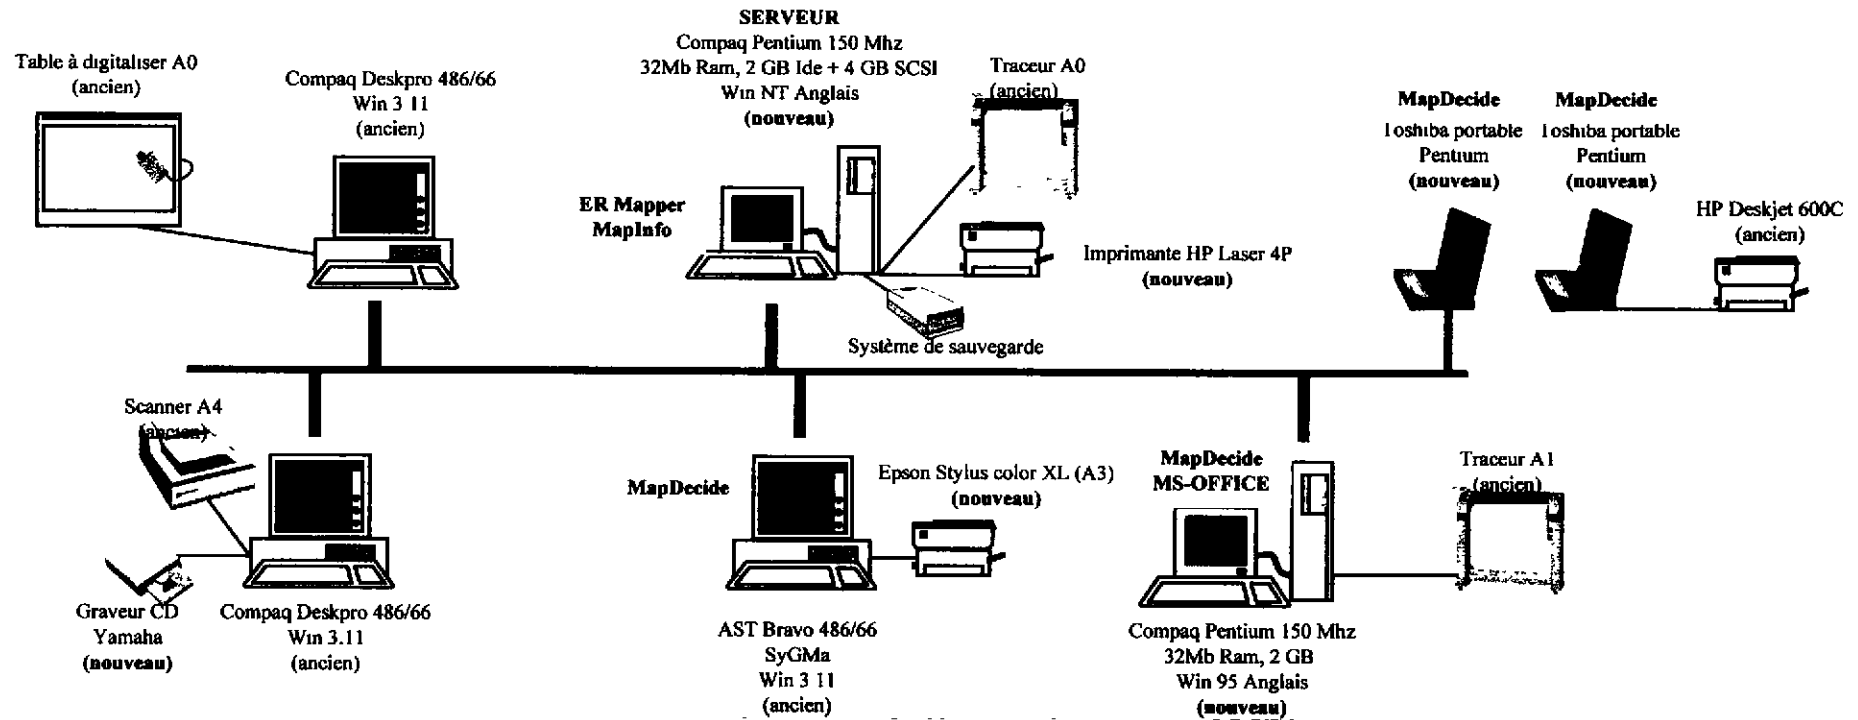 SERVEUR
Compaq Pentium 150 Mhz
32Mb Ram, 2 GB Ide + 4 GB SCSI
Win NT Anglais
(nouveau)
Table à digitaliser A0
(ancien)
Compaq Deskpro 486/66
Win 3 11
(ancien)
Traceur A0
(ancien)
ER Mapper
MapInfo
Imprimante HP Laser 4P
(nouveau)
Système de sauvegarde
MapDecide
Toshiba portable
Pentium
(nouveau)
MapDecide
Toshiba portable
Pentium
(nouveau)
HP Deskjet 600C
(ancien)
Scanner A4
(ancien)
Graveur CD
Yamaha
(nouveau)
Compaq Deskpro 486/66
Win 3.11
(ancien)
MapDecide
Epson Stylus color XL (A3)
(nouveau)
AST Bravo 486/66
SyGMa
Win 3 11
(ancien)
MapDecide
MS-OFFICE
Traceur A1
(ancien)
Compaq Pentium 150 Mhz
32Mb Ram, 2 GB
Win 95 Anglais
(nouveau)